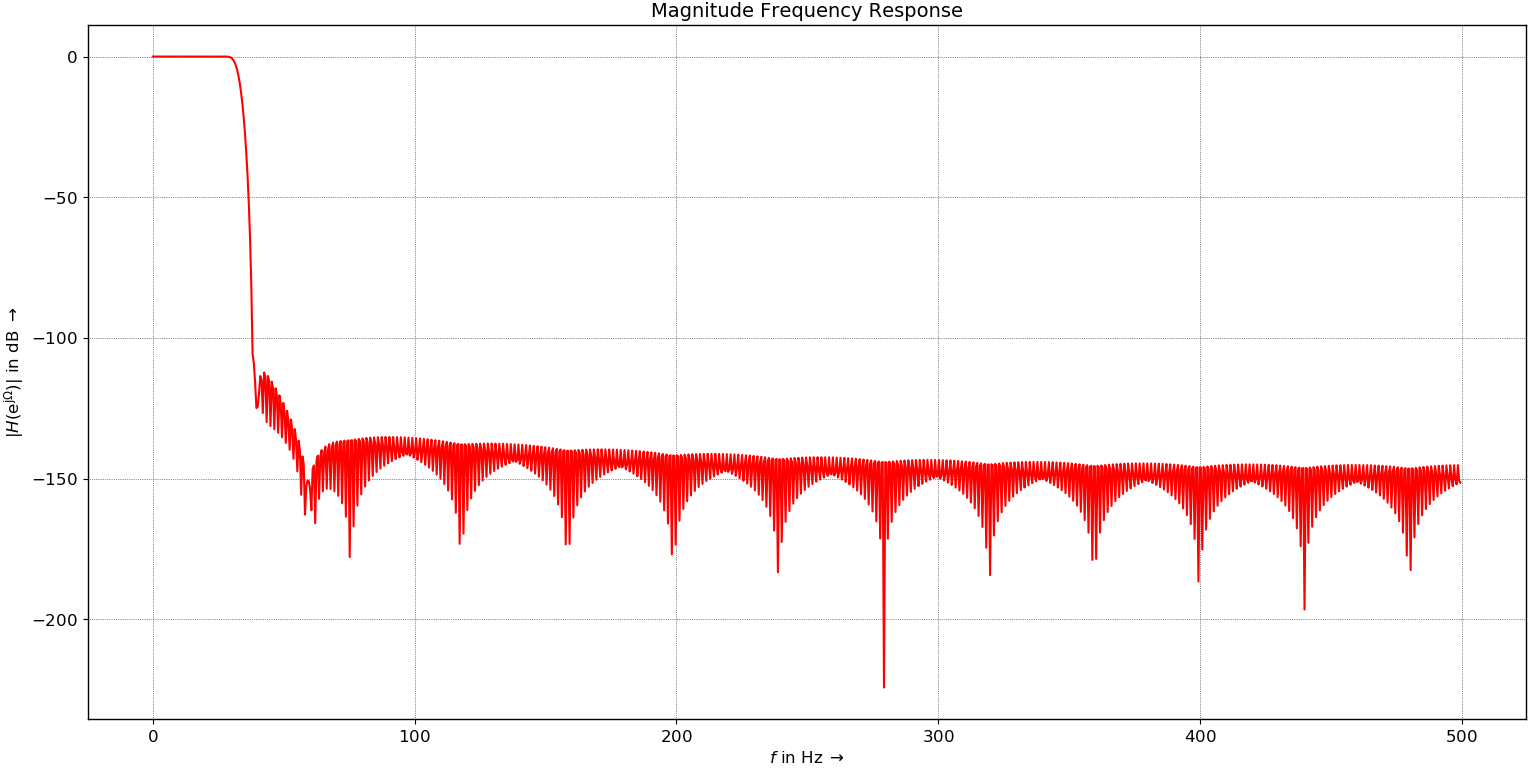 Magnitude Frequency Response
|H(e^{jΩ})| in dB →
0
−50
−100
−150
−200
0 100 200 300 400 500
f in Hz →